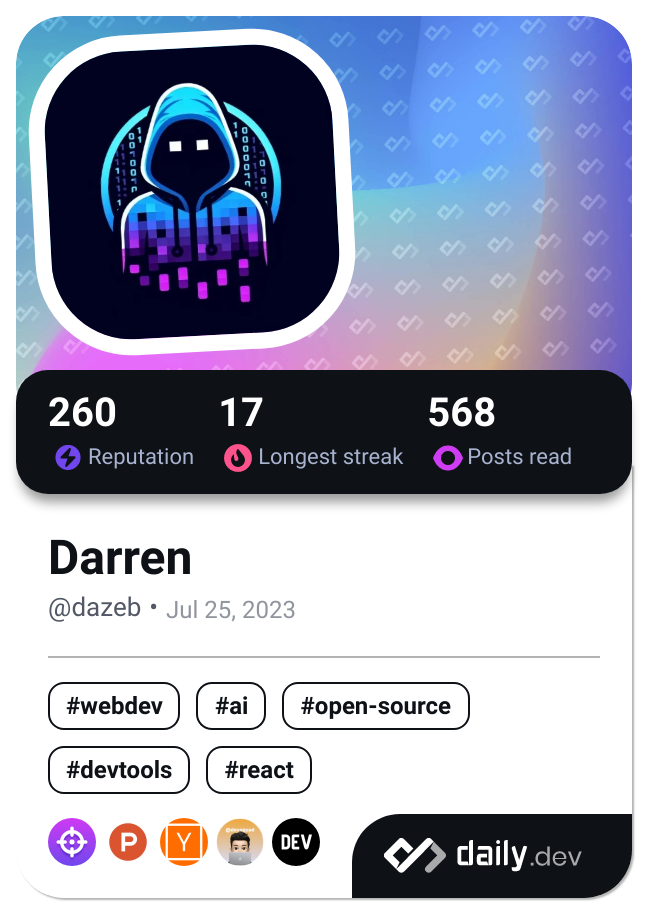 260 17 568
Reputation Longest streak Posts read
Darren
@dazeb • Jul 25, 2023
#webdev #ai #open-source
#devtools #react
P Y DEV
daily.dev